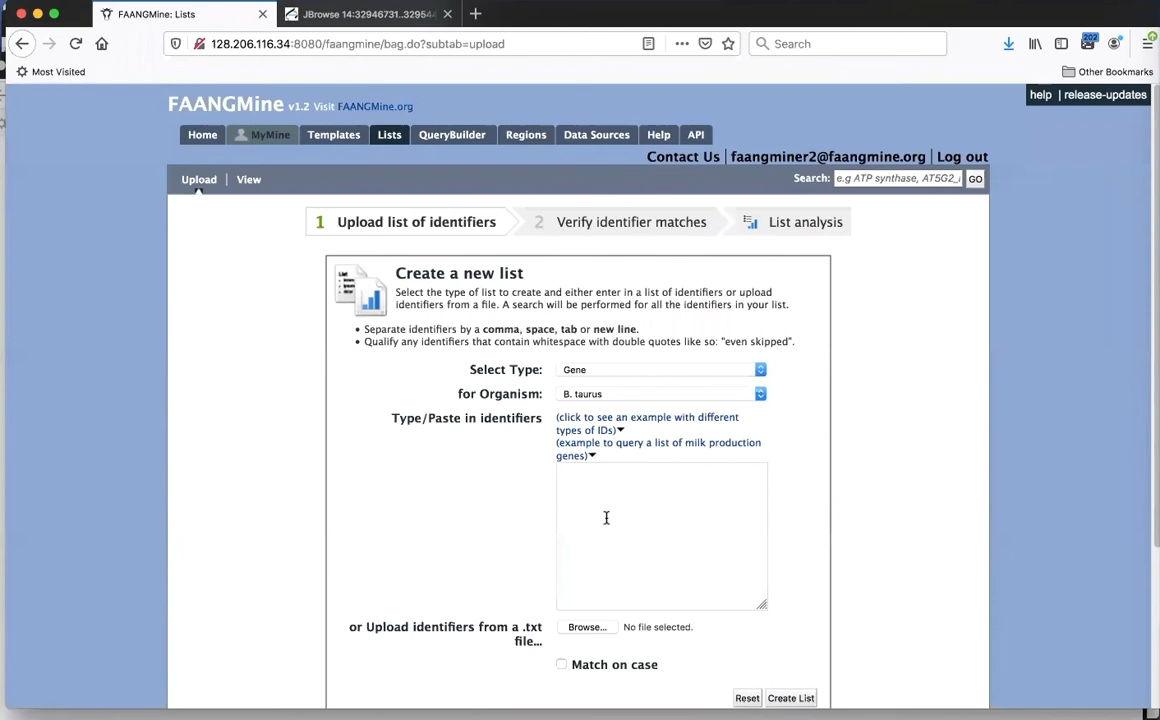 FAANGMine: Lists
JBrowse 14:32946731..32954
128.206.116.34:8080/faangmine/bag.do?subtab=upload
Search
202
Most Visited
Other Bookmarks
FAANGMine v1.2 Visit FAANGMine.org
help | release-updates
Home MyMine Templates Lists QueryBuilder Regions Data Sources Help API
Contact Us | faangminer2@faangmine.org | Log out
Upload | View
Search: e.g ATP synthase, AT5G2_ GO
1 Upload list of identifiers 2 Verify identifier matches List analysis
Create a new list
Select the type of list to create and either enter in a list of identifiers or upload
identifiers from a file. A search will be performed for all the identifiers in your list.
• Separate identifiers by a comma, space, tab or new line.
• Qualify any identifiers that contain whitespace with double quotes like so: "even skipped".
Select Type: Gene
for Organism: B. taurus
Type/Paste in identifiers (click to see an example with different
types of IDs)
(example to query a list of milk production
genes)
or Upload identifiers from a .txt
file...
Browse... No file selected.
Match on case
Reset Create List